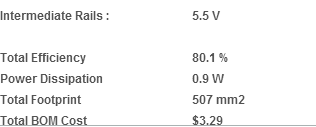 Intermediate Rails : 5.5 V
Total Efficiency 80.1 %
Power Dissipation 0.9 W
Total Footprint 507 mm2
Total BOM Cost $3.29